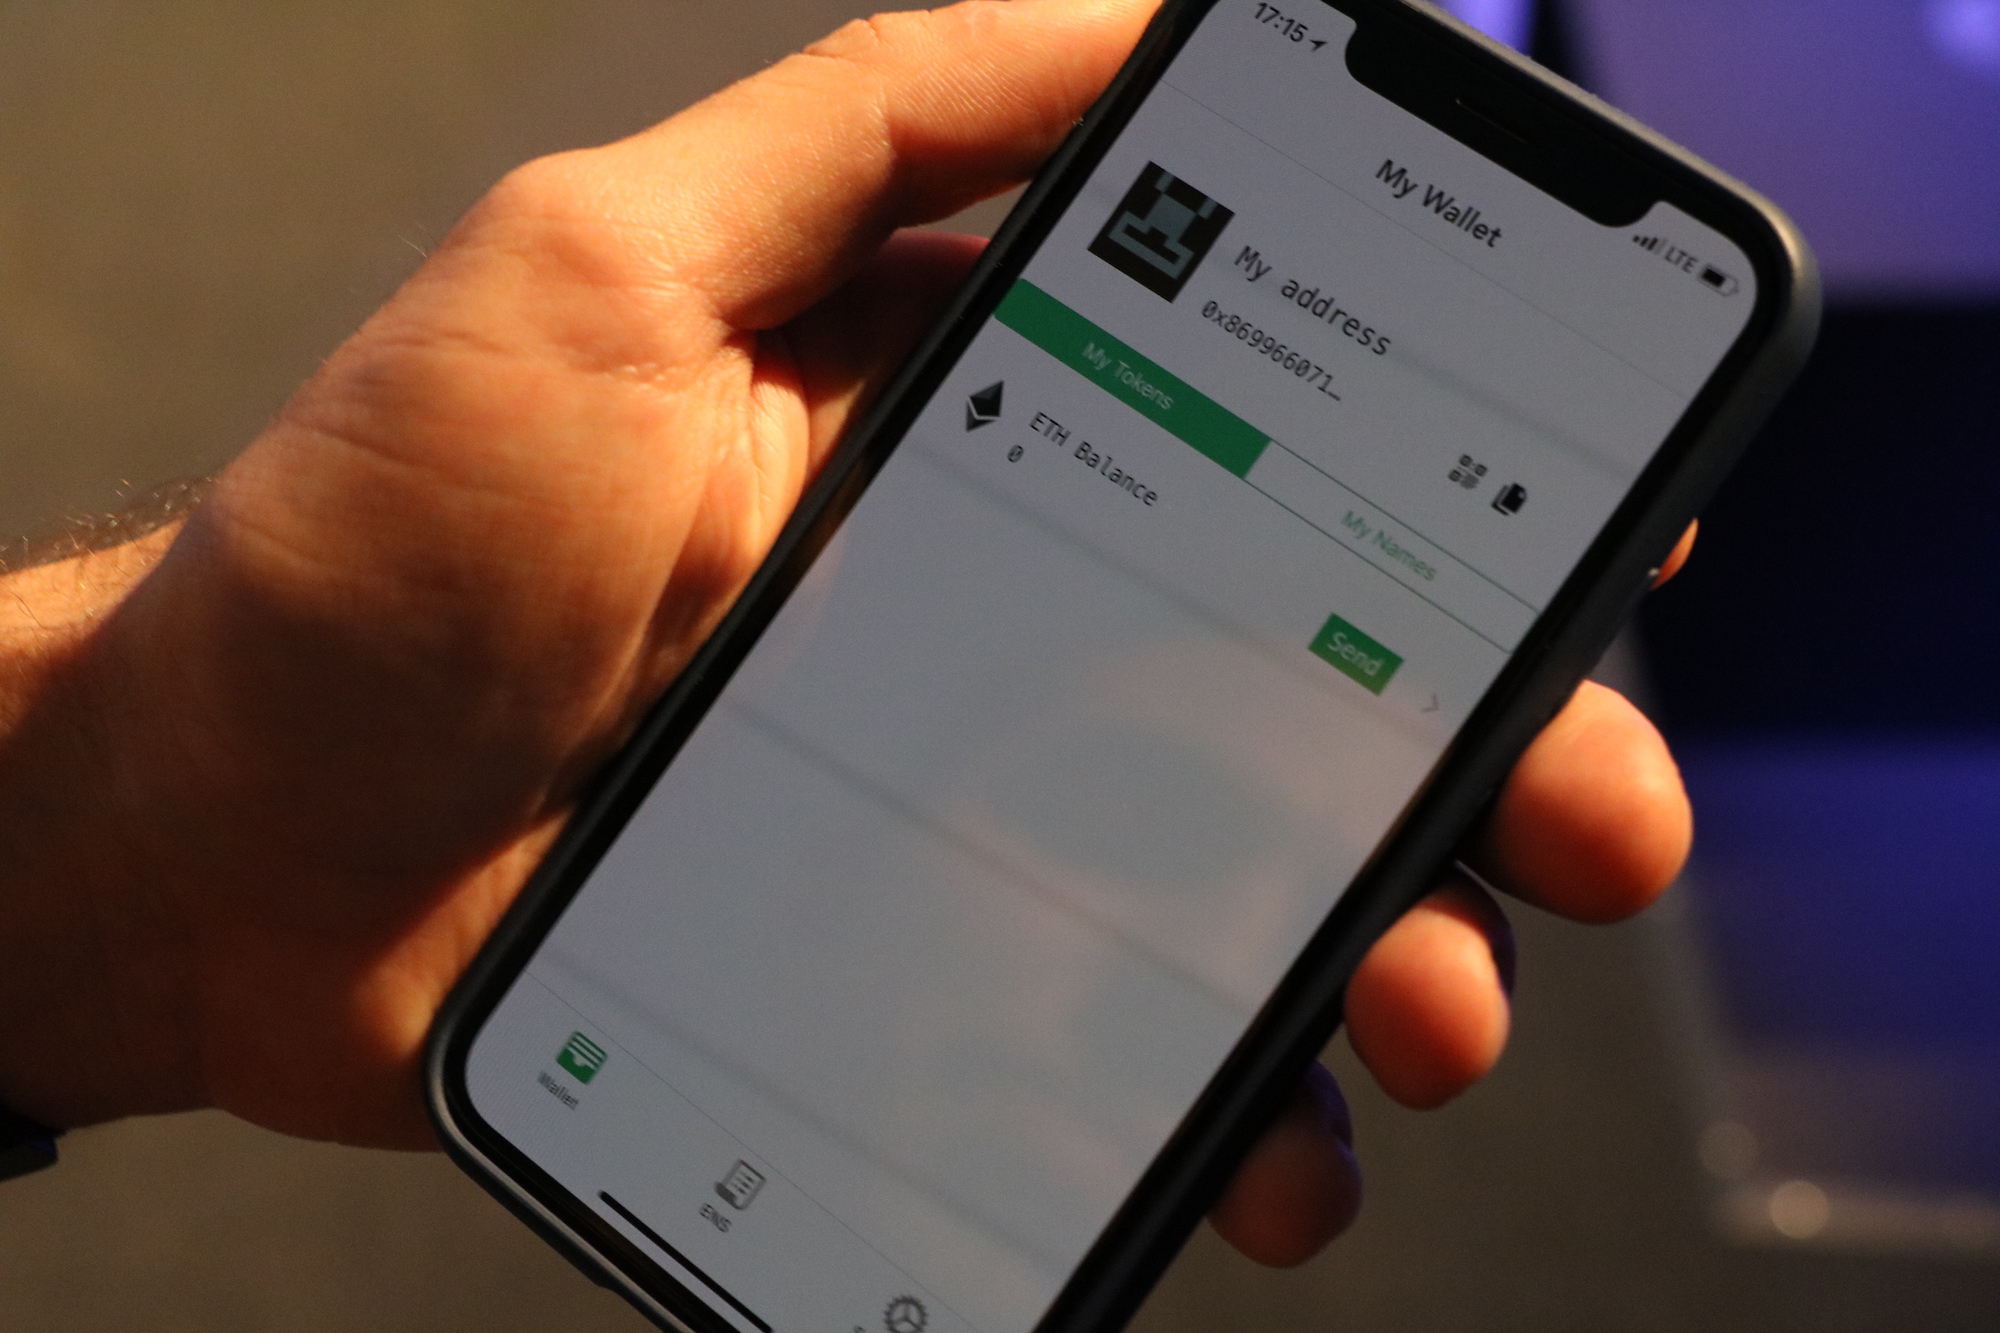 17:15
LTE
My Wallet
My address
0x869966071…
My Tokens
My Names
ETH Balance
0
Send
Wallet
ENS